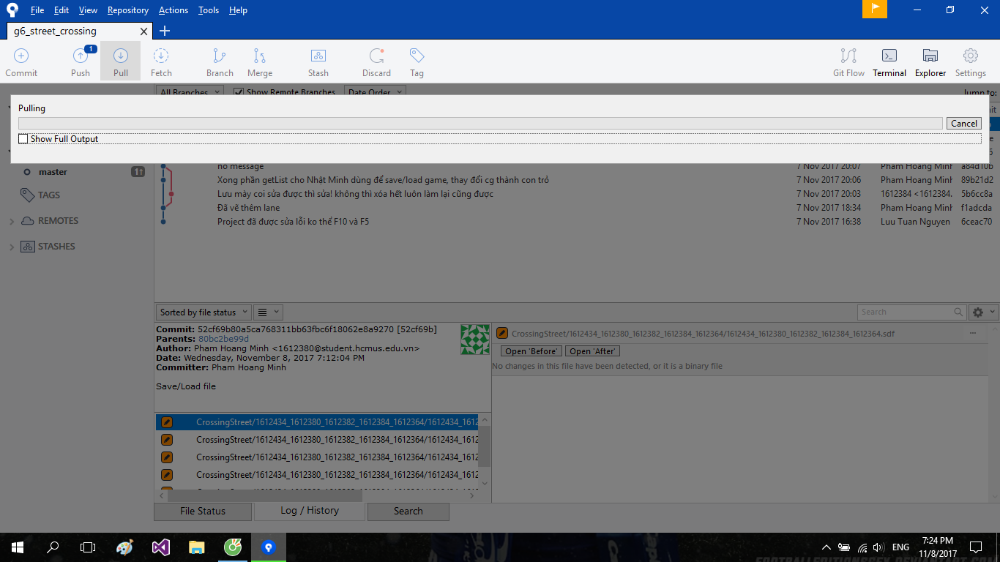 File Edit View Repository Actions Tools Help
g6_street_crossing
1
Commit Push Pull Fetch Branch Merge Stash Discard Tag Git Flow Terminal Explorer Settings
All Branches Show Remote Branches Date Order Jump to:
Pulling
Cancel
Show Full Output
master 1↑
TAGS
REMOTES
STASHES
no message 7 Nov 2017 20:07 Pham Hoang Minh a84d10b
Xong phần getList cho Nhật Minh dùng để save/load game, thay đổi cg thành con trỏ 7 Nov 2017 20:06 Pham Hoang Minh 89b21d2
Lưu mày coi sửa được thì sửa! không thì xóa hết luôn làm lại cũng được 7 Nov 2017 20:03 1612384 <1612384. 5b6cc8a
Đã vẽ thêm lane 7 Nov 2017 18:34 Pham Hoang Minh f1adcda
Project đã được sửa lỗi ko thể F10 và F5 7 Nov 2017 16:38 Luu Tuan Nguyen 6ceac70
Sorted by file status
Search
Commit: 52cf69b80a5ca768311bb63fbc6f18062e8a9270 [52cf69b]
Parents: 80bc2be99d
Author: Pham Hoang Minh <1612380@student.hcmus.edu.vn>
Date: Wednesday, November 8, 2017 7:12:04 PM
Committer: Pham Hoang Minh
Save/Load file
CrossingStreet/1612434_1612380_1612382_1612384_1612364/1612434_1612
CrossingStreet/1612434_1612380_1612382_1612384_1612364/1612434_1612
CrossingStreet/1612434_1612380_1612382_1612384_1612364/1612434_1612
CrossingStreet/1612434_1612380_1612382_1612384_1612364/1612434_1612
CrossingStreet/1612434_1612380_1612382_1612384_1612364/1612434_1612380_1612382_1612384_1612364.sdf
Open 'Before' Open 'After'
No changes in this file have been detected, or it is a binary file
File Status Log / History Search
ENG
7:24 PM
11/8/2017